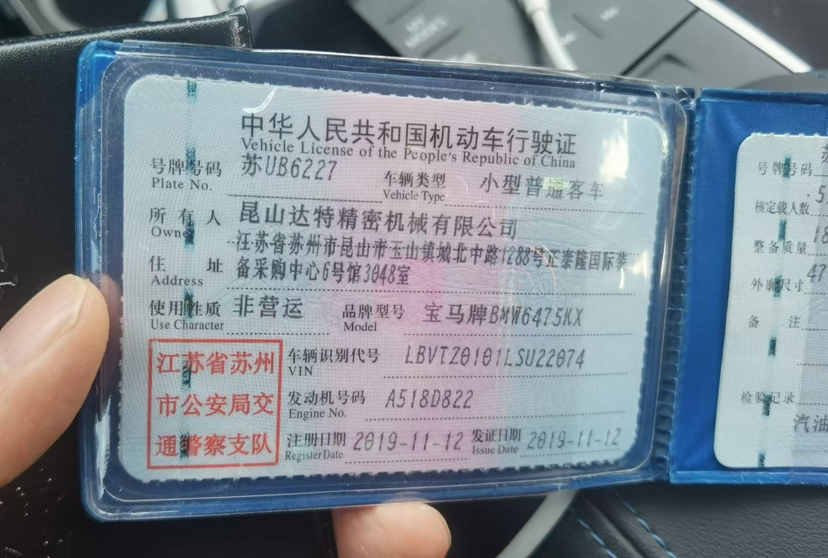 中华人民共和国机动车行驶证
Vehicle License of the People's Republic of China
号牌号码 苏UB6227 车辆类型 小型普通客车
Plate No. Vehicle Type
所有人 昆山达特精密机械有限公司
Owner
住址 江苏省苏州市昆山市玉山镇城北中路1288号正泰隆国际装
Address 备采购中心6号馆3048室
使用性质 非营运 品牌型号 宝马牌BMW6475KX
Use Character Model
江苏省苏州
市公安局交
通警察支队
车辆识别代号 LBVTZ0101LSU22074
VIN
发动机号码 A518D822
Engine No.
注册日期 2019-11-12 发证日期 2019-11-12
Register Date Issue Date
号牌号码
核定载人数
整备质量
外廓尺寸 47
备注
检验记录
汽油